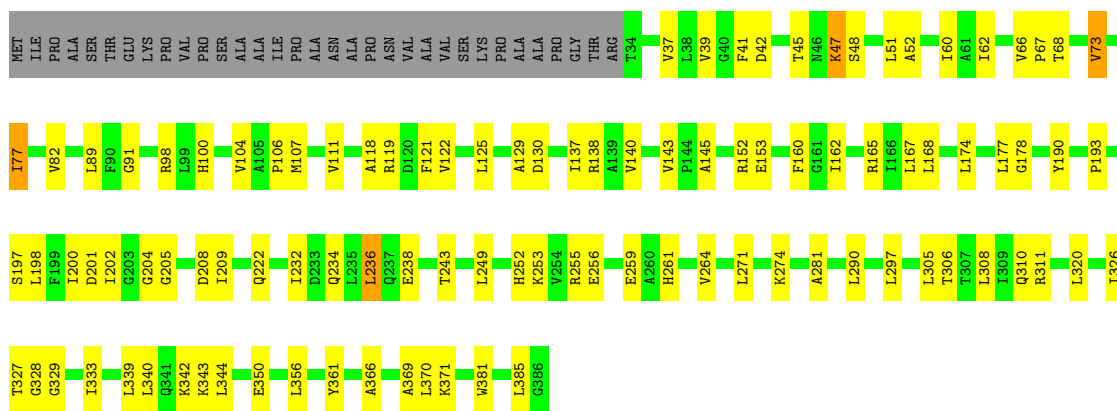 MET ILE PRO ALA SER THR GLU LYS PRO VAL PRO SER ALA ALA ILE PRO ALA ASN ALA PRO ASN VAL ALA VAL SER LYS PRO ALA ALA PRO GLY THR ARG T34 V37 L38 V39 G40 F41 D42 T45 N46 K47 S48 L51 A52 I60 A61 I62 V66 P67 T68 V73
I77 V82 L89 F90 G91 R98 L99 H100 V104 A105 P106 M107 V111 A118 R119 D120 F121 V122 L125 A129 D130 I137 R138 A139 V140 V143 P144 A145 R152 E153 F160 G161 I162 R165 I166 L167 L168 L174 L177 G178 Y190 P193
S197 L198 F199 I200 D201 I202 G203 G204 G205 D208 I209 Q222 I232 D233 Q234 L235 L236 Q237 E238 T243 L249 H252 K253 V254 R255 E256 E259 A260 H261 V264 L271 K274 A281 L290 L297 L305 T306 T307 L308 I309 Q310 R311 L320
T327 G328 G329 I333 L339 L340 Q341 K342 K343 L344 E350 L356 Y361 A366 A369 L370 K371 W381 L385 G386